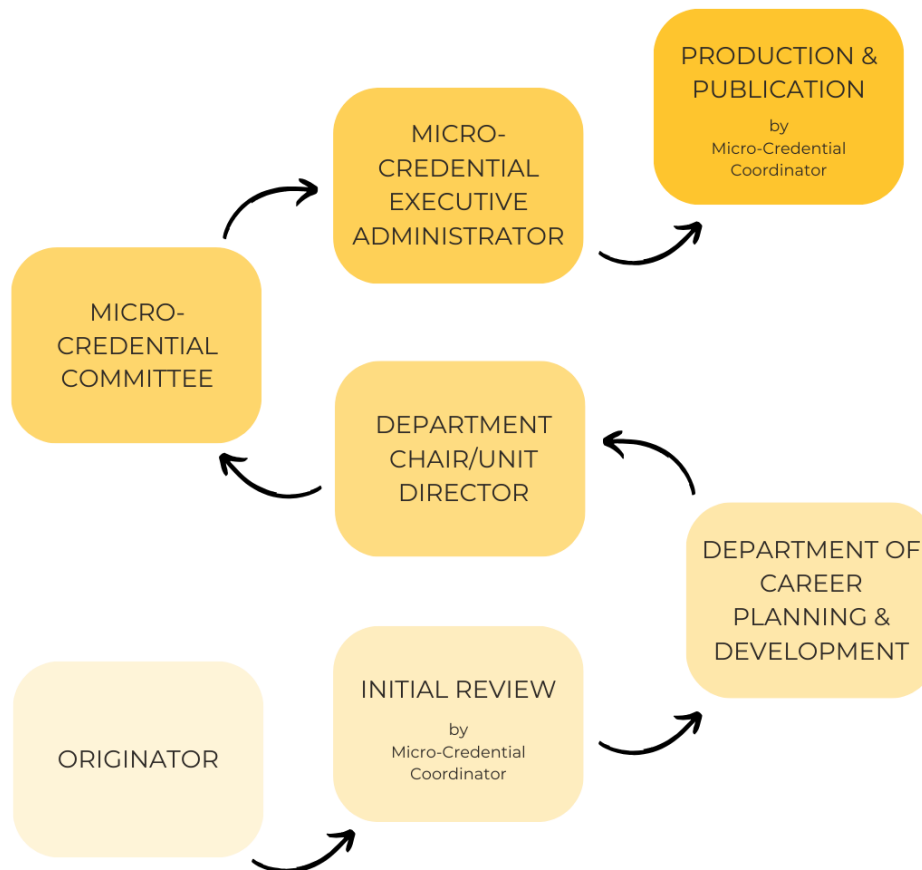 PRODUCTION &
PUBLICATION
by
Micro-Credential
Coordinator
MICRO-
CREDENTIAL
EXECUTIVE
ADMINISTRATOR
MICRO-
CREDENTIAL
COMMITTEE
DEPARTMENT
CHAIR/UNIT
DIRECTOR
DEPARTMENT OF
CAREER
PLANNING &
DEVELOPMENT
INITIAL REVIEW
by
Micro-Credential
Coordinator
ORIGINATOR